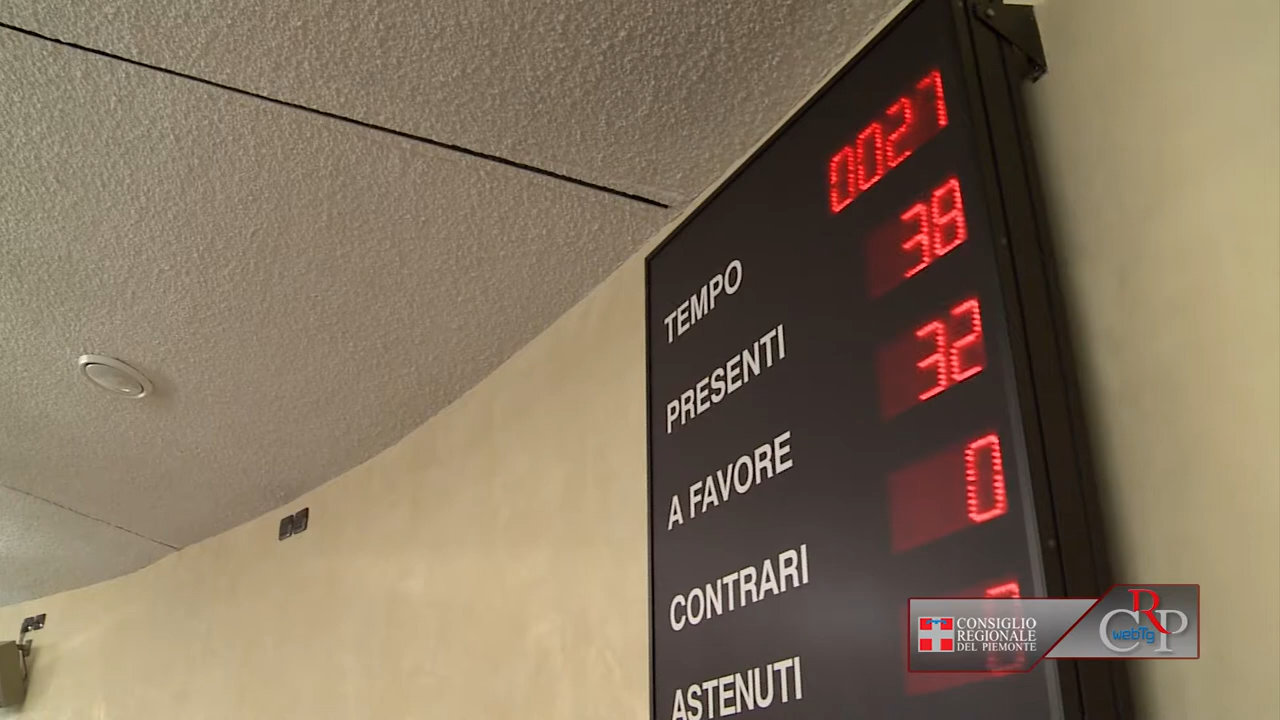 TEMPO 0027
PRESENTI 38
A FAVORE 32
CONTRARI 0
ASTENUTI
CONSIGLIO
REGIONALE
DEL PIEMONTE
CRP
webTg